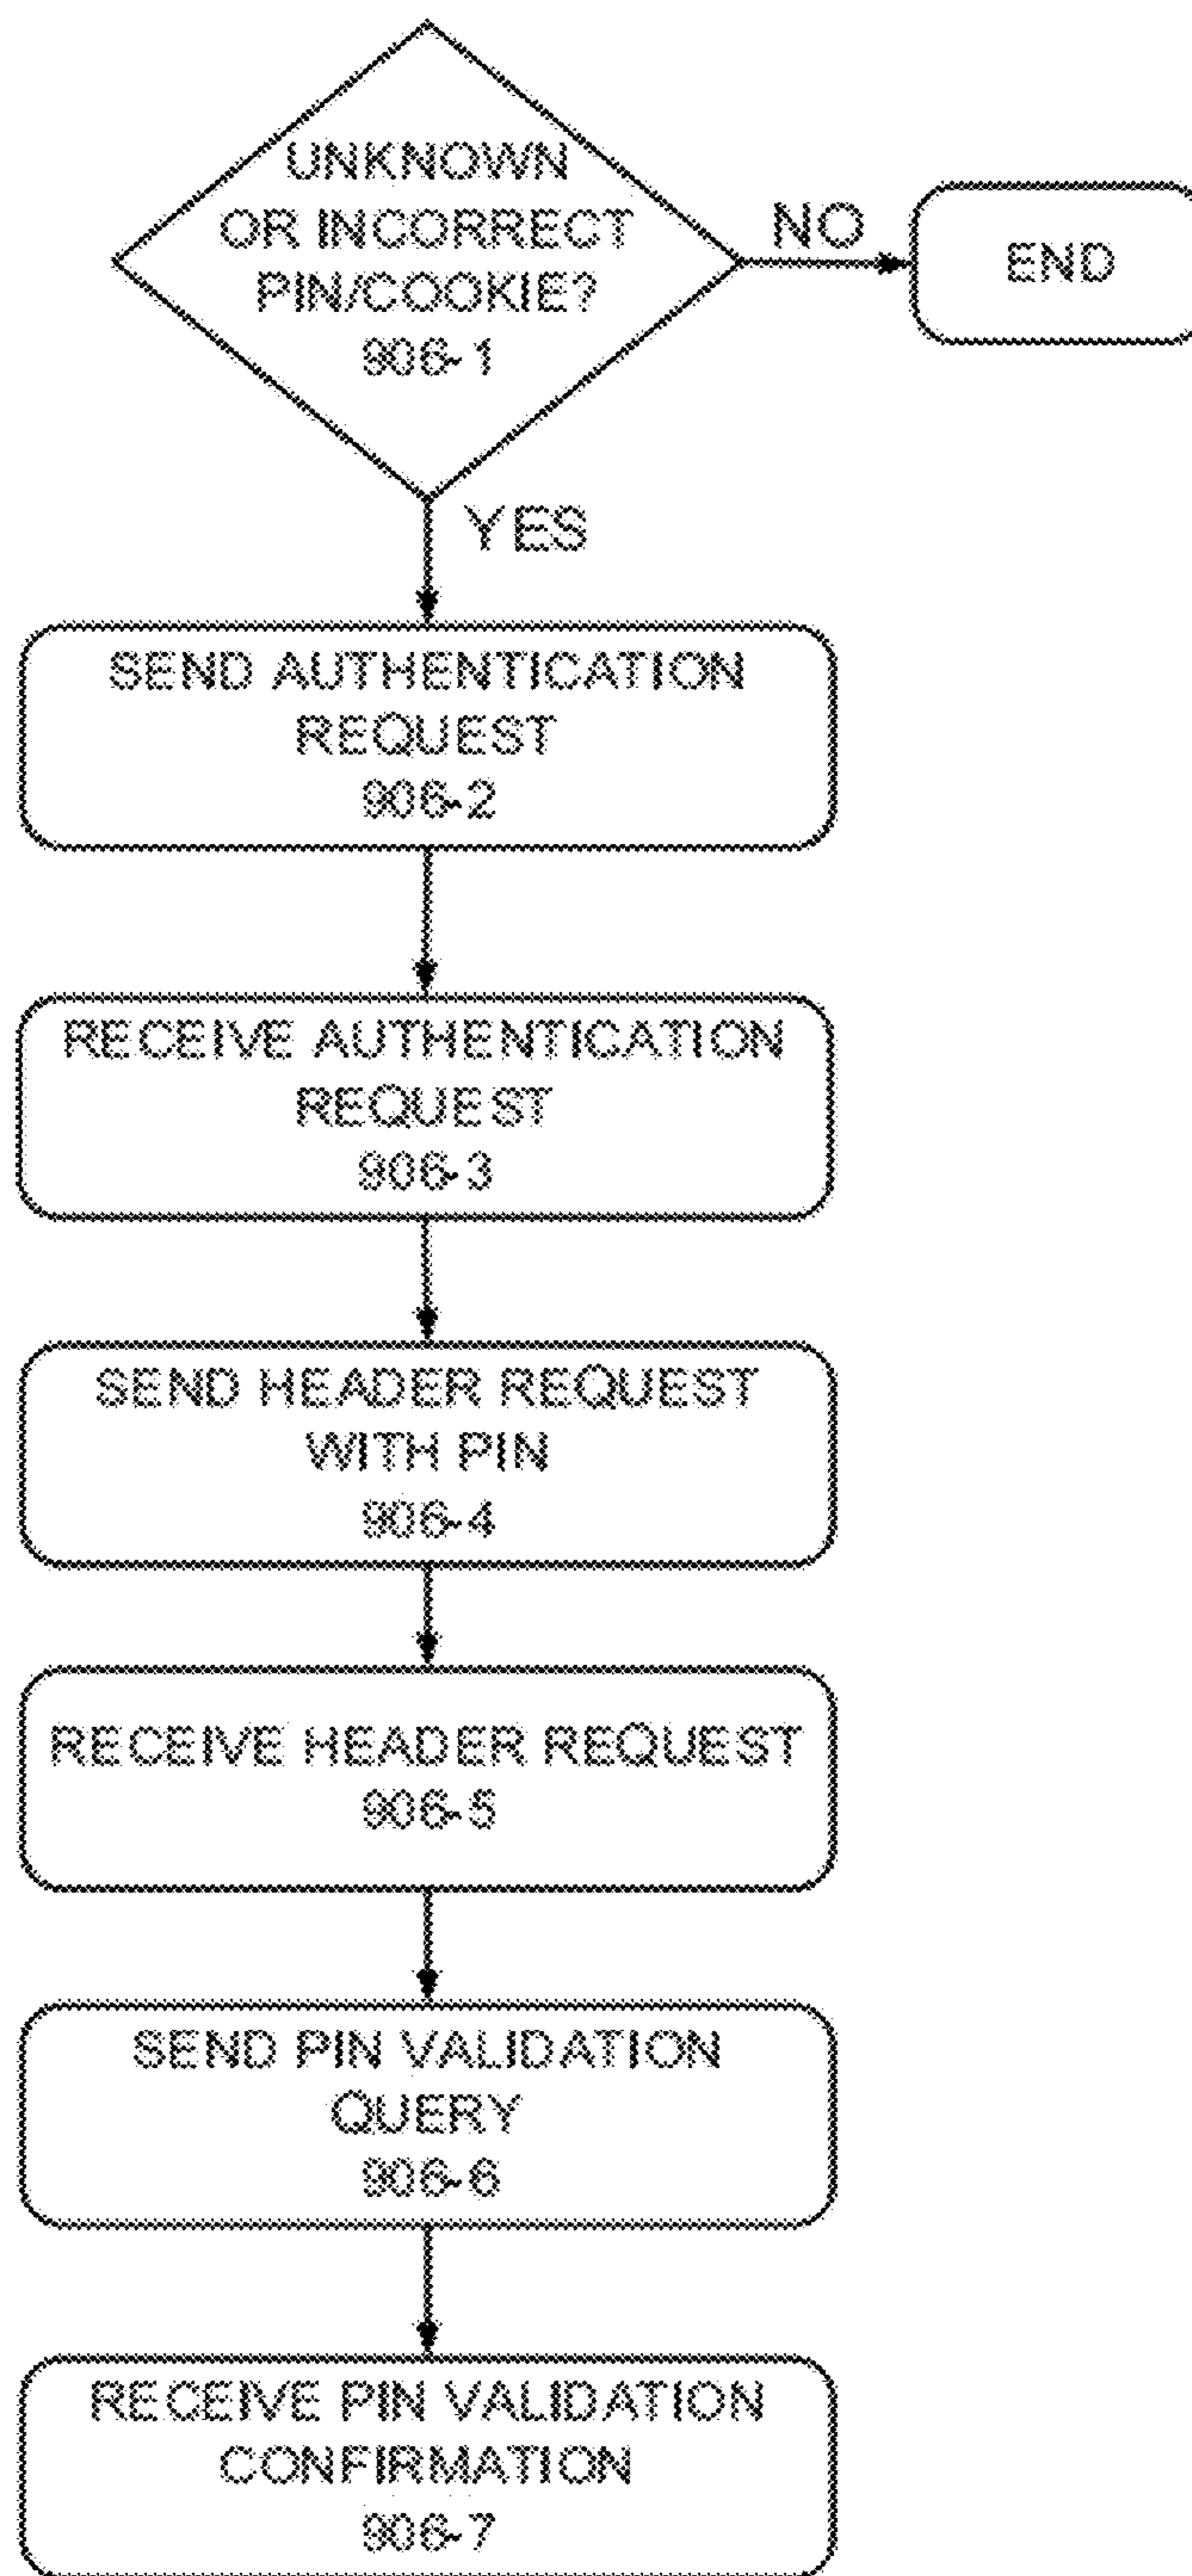 UNKNOWN
OR INCORRECT
PIN/COOKIE?
906-1
NO
END
YES
SEND AUTHENTICATION
REQUEST
906-2
RECEIVE AUTHENTICATION
REQUEST
906-3
SEND HEADER REQUEST
WITH PIN
906-4
RECEIVE HEADER REQUEST
906-5
SEND PIN VALIDATION
QUERY
906-6
RECEIVE PIN VALIDATION
CONFIRMATION
906-7